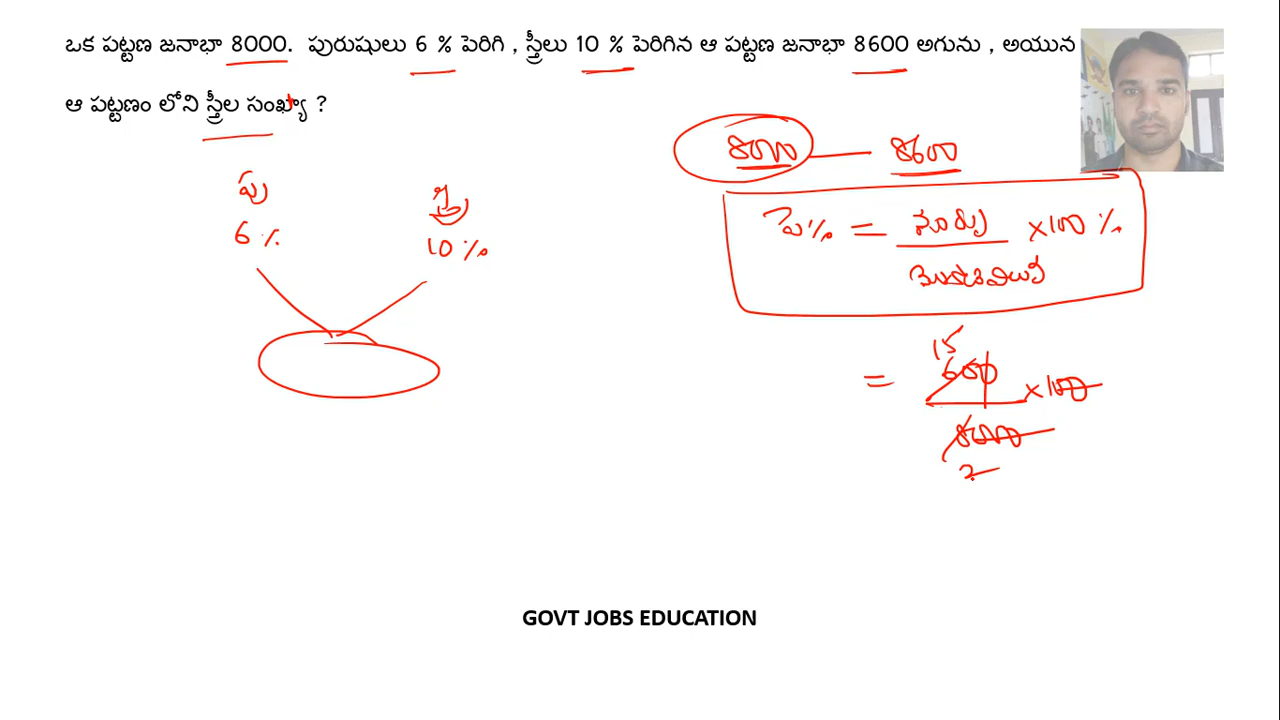 ఒక పట్టణ జనాభా 8000. పురుషులు 6 % పెరిగి , స్త్రీలు 10 % పెరిగిన ఆ పట్టణ జనాభా 8600 అగును , అయిన
ఆ పట్టణం లోని స్త్రీల సంఖ్యా ?
8000 — 8600
పు స్త్రీ
6 % 10 %
పె% = మార్పు × 100 %
15
= 600 × 100
8000
2
GOVT JOBS EDUCATION